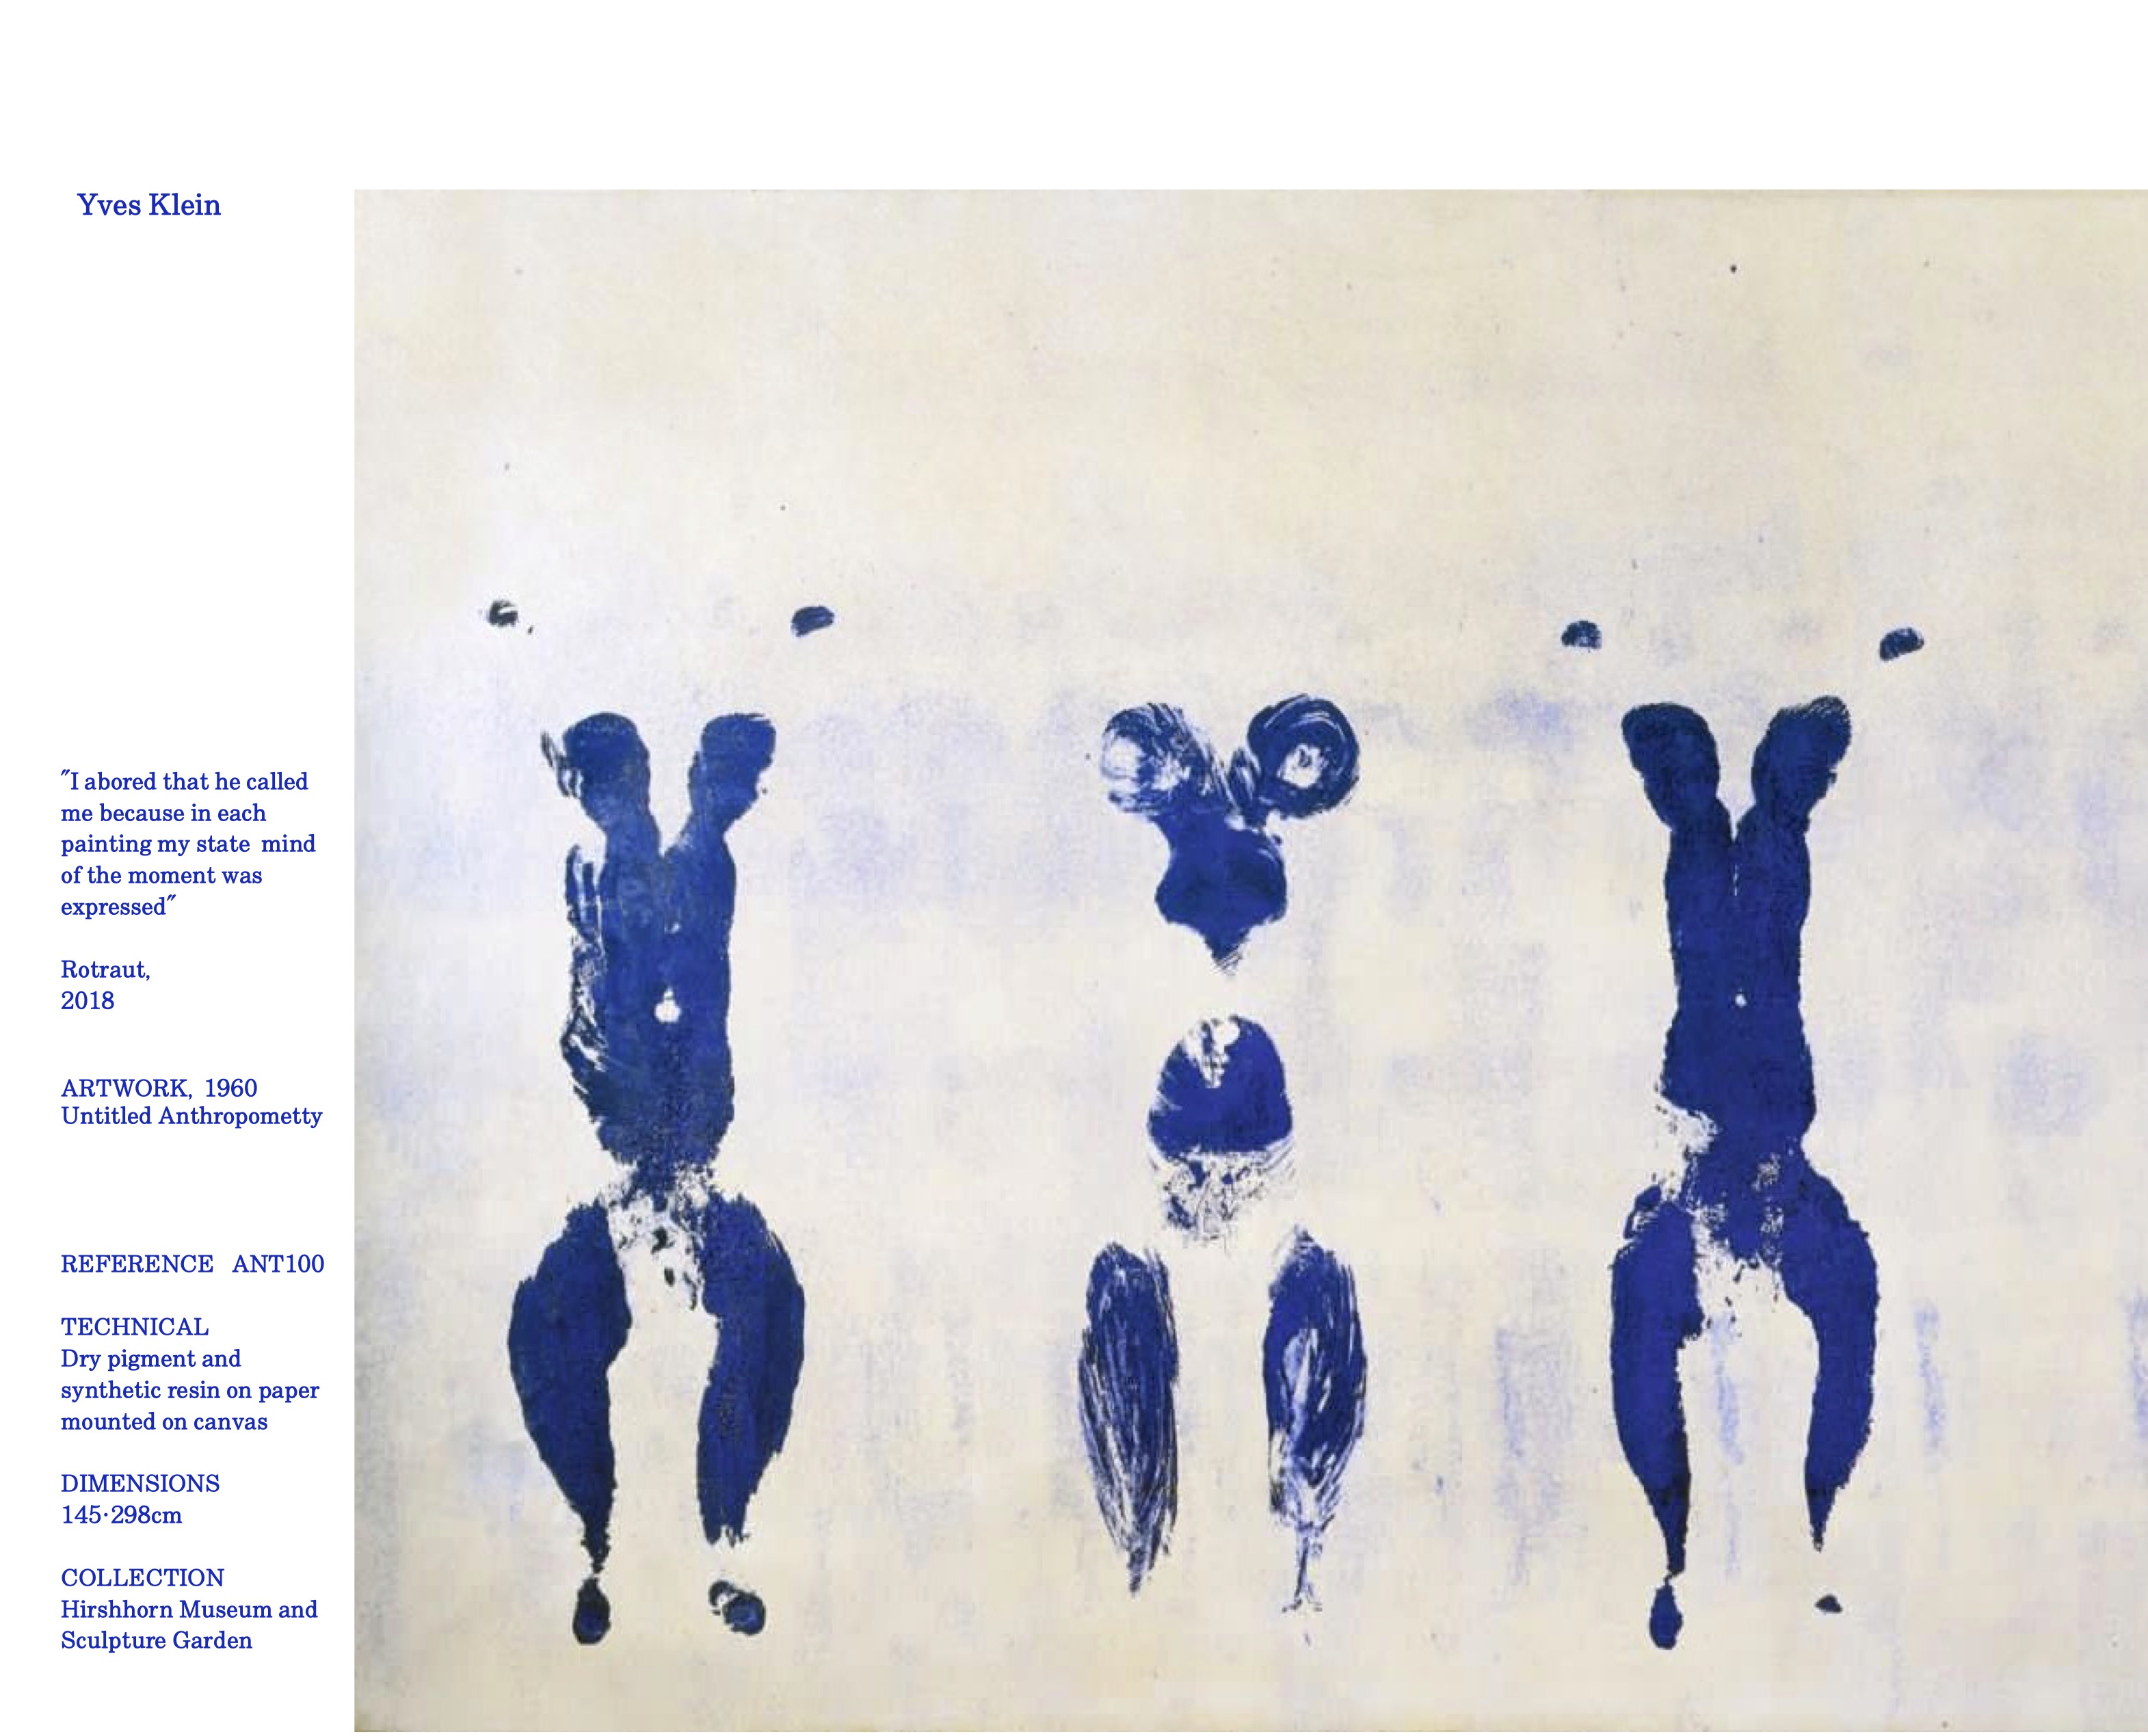 Yves Klein
"I abored that he called
me because in each
painting my state mind
of the moment was
expressed"
Rotraut,
2018
ARTWORK, 1960
Untitled Anthropometty
REFERENCE ANT100
TECHNICAL
Dry pigment and
synthetic resin on paper
mounted on canvas
DIMENSIONS
145·298cm
COLLECTION
Hirshhorn Museum and
Sculpture Garden